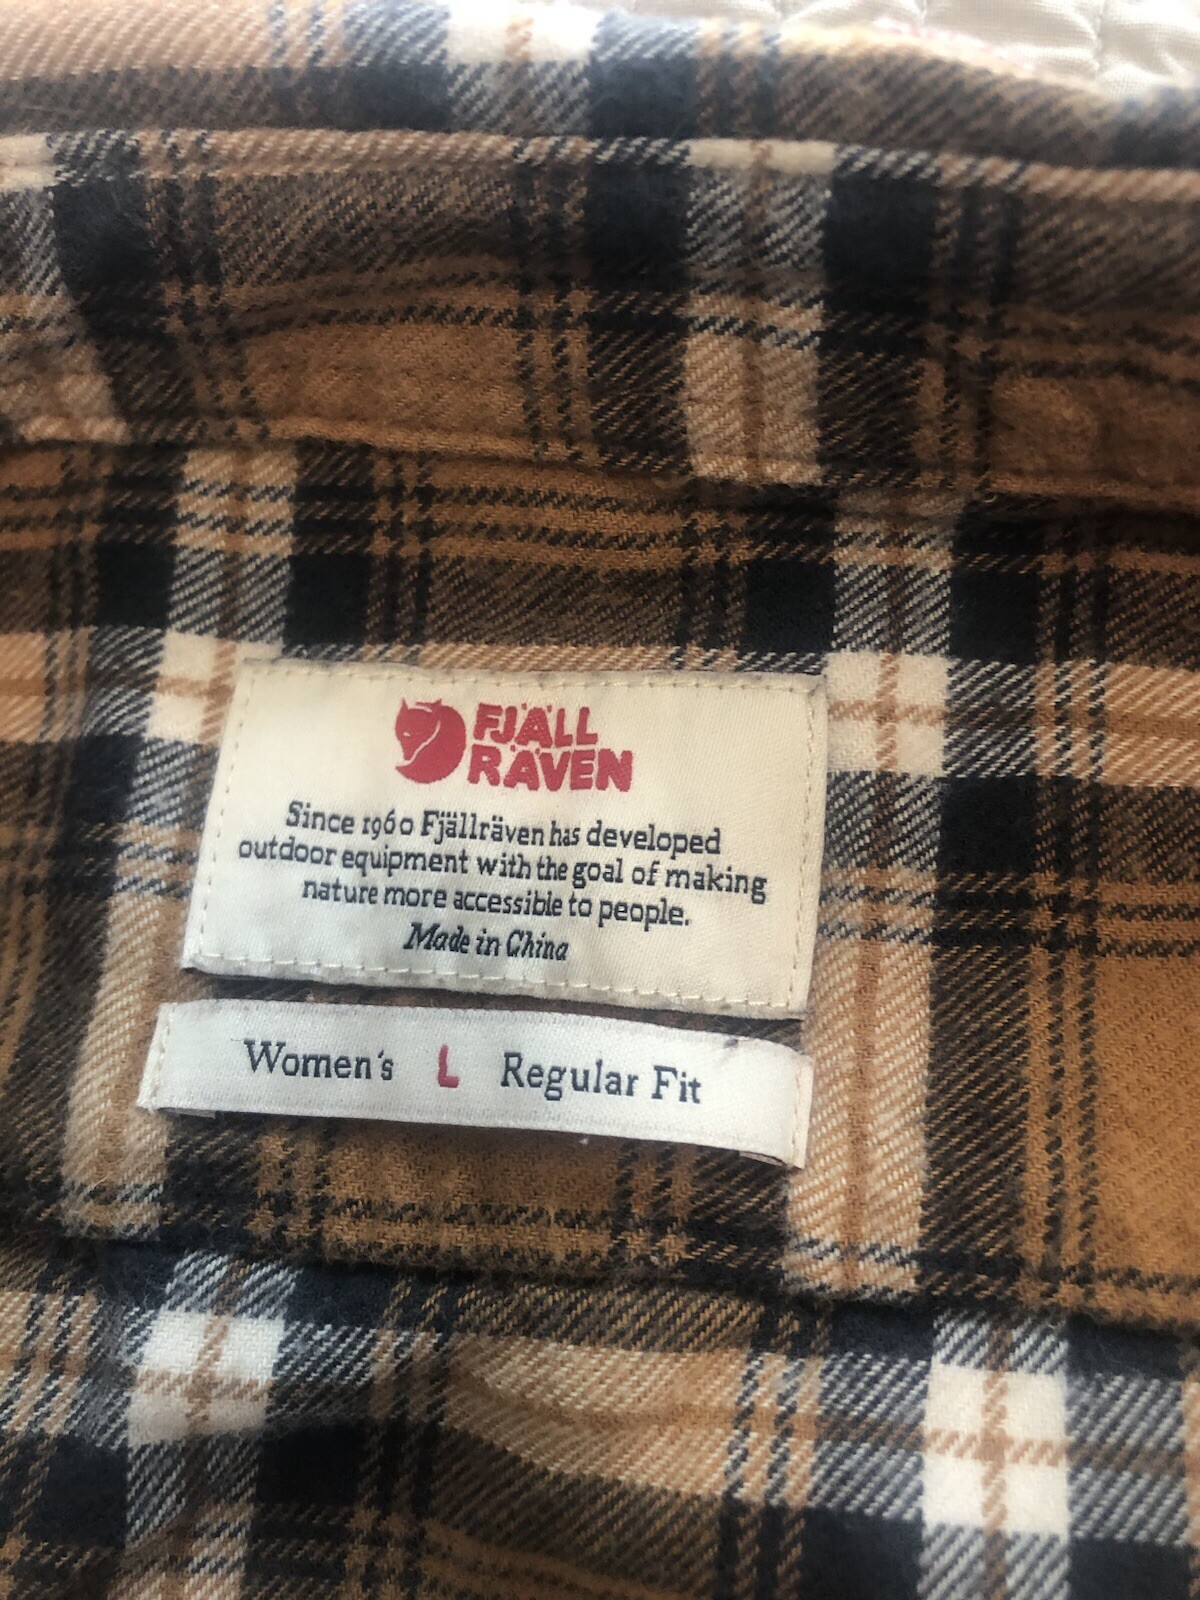 FJÄLL
RÄVEN
Since 1960 Fjällräven has developed
outdoor equipment with the goal of making
nature more accessible to people.
Made in China
Women's L Regular Fit